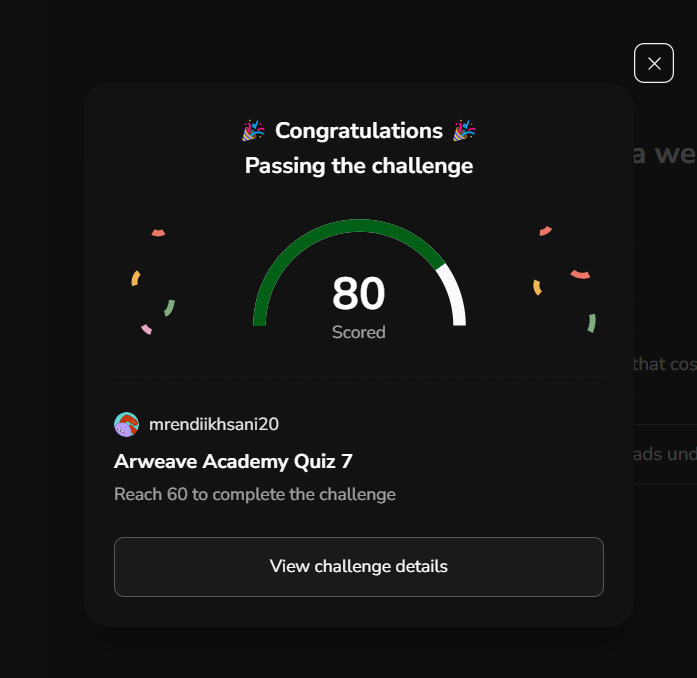 🎉 Congratulations 🎉
Passing the challenge
a we
80
Scored
that cos
mrendiikhsani20
ads und
Arweave Academy Quiz 7
Reach 60 to complete the challenge
View challenge details